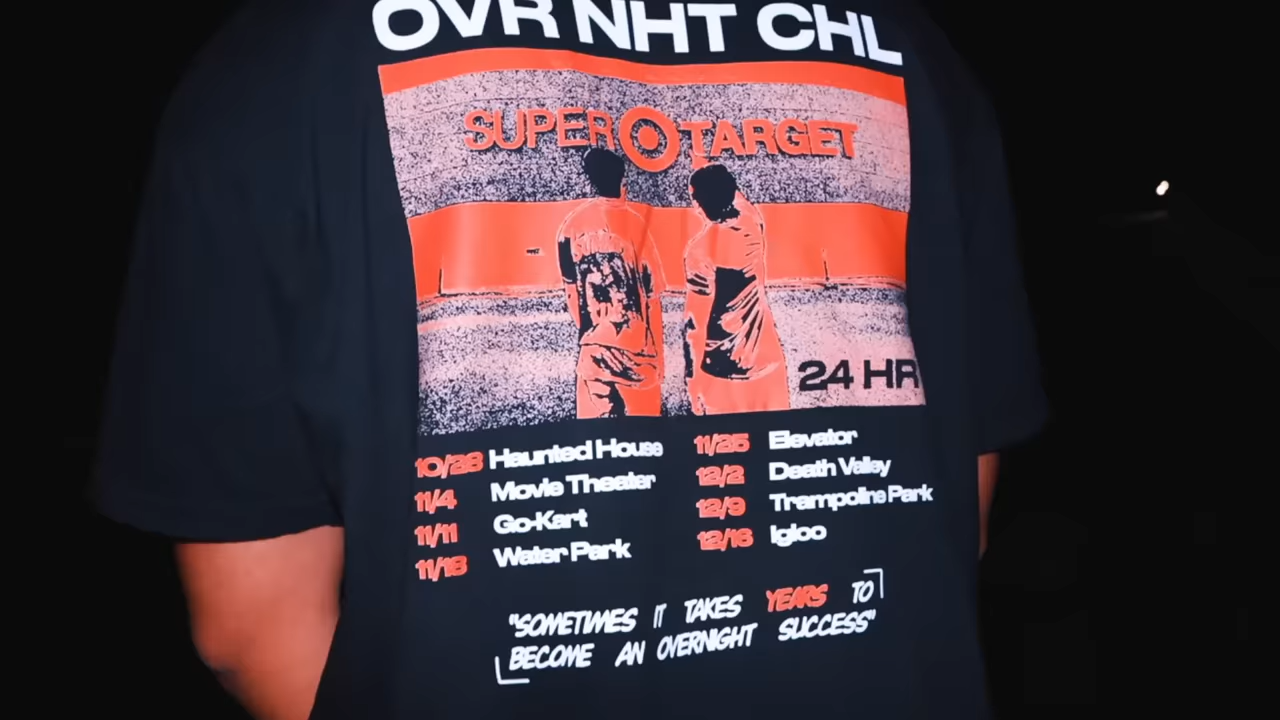 OVR NHT CHL
SUPER TARGET
24 HR
10/28 Haunted House
11/4 Movie Theater
11/11 Go-Kart
11/18 Water Park
11/25 Elevator
12/2 Death Valley
12/9 Trampoline Park
12/16 Igloo
"SOMETIMES IT TAKES YEARS TO
BECOME AN OVERNIGHT SUCCESS"